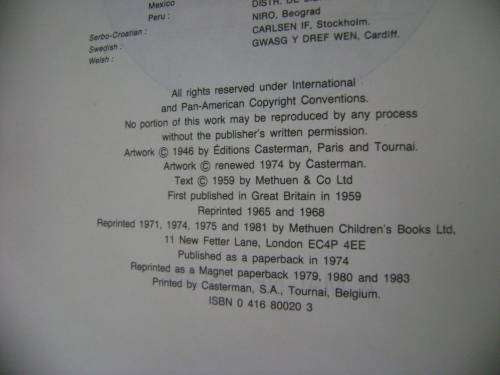 Mexico DISTR. DE
Peru :
Serbo-Croatian : NIRO, Beograd
Swedish : CARLSEN IF, Stockholm.
Welsh : GWASG Y DREF WEN, Cardiff.
All rights reserved under International
and Pan-American Copyright Conventions.
No portion of this work may be reproduced by any process
without the publisher's written permission.
Artwork © 1946 by Éditions Casterman, Paris and Tournai.
Artwork © renewed 1974 by Casterman.
Text © 1959 by Methuen & Co Ltd
First published in Great Britain in 1959
Reprinted 1965 and 1968
Reprinted 1971, 1974, 1975 and 1981 by Methuen Children's Books Ltd,
11 New Fetter Lane, London EC4P 4EE
Published as a paperback in 1974
Reprinted as a Magnet paperback 1979, 1980 and 1983
Printed by Casterman, S.A., Tournai, Belgium.
ISBN 0 416 80020 3